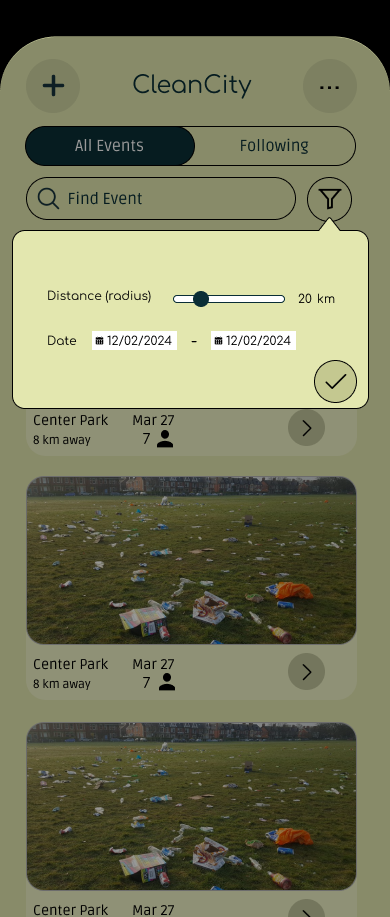 CleanCity
All Events Following
Find Event
Distance (radius) 20 km
Date 12/02/2024 - 12/02/2024
Center Park Mar 27
8 km away 7
Center Park Mar 27
8 km away 7
Center Park Mar 27